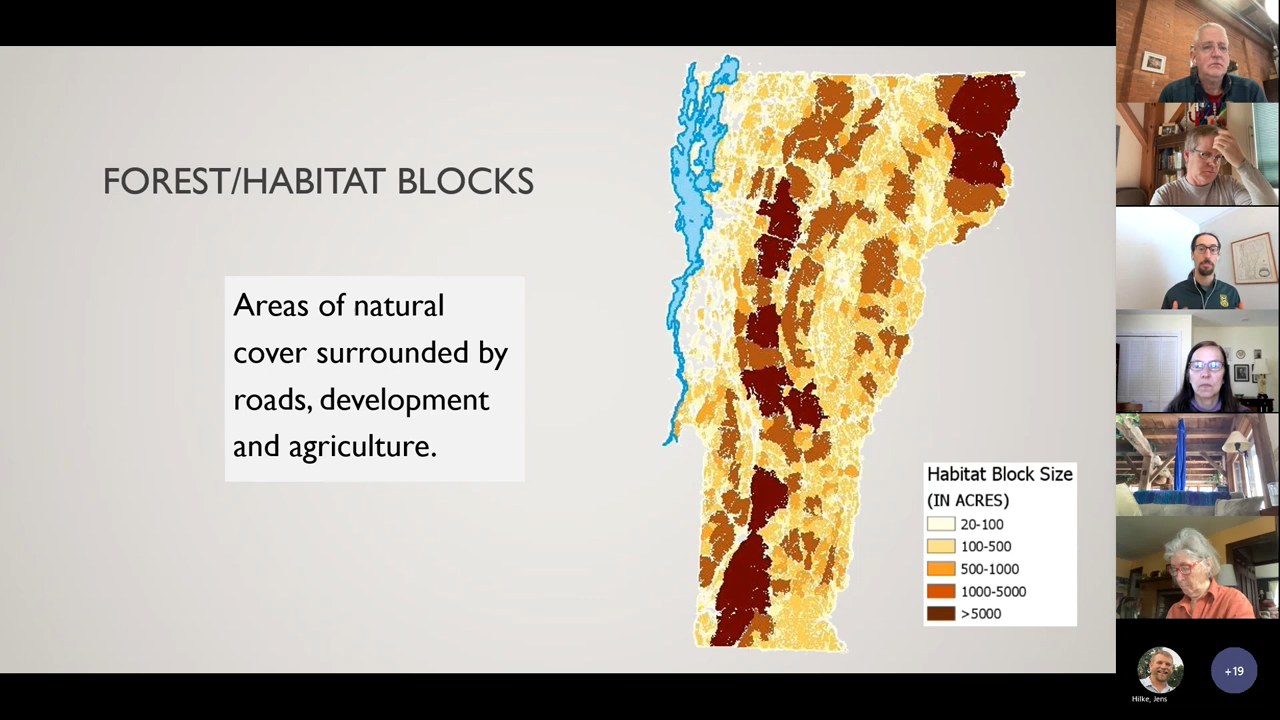 FOREST/HABITAT BLOCKS
Areas of natural
cover surrounded by
roads, development
and agriculture.
Habitat Block Size
(IN ACRES)
20-100
100-500
500-1000
1000-5000
>5000
Hilke, Jens
+19